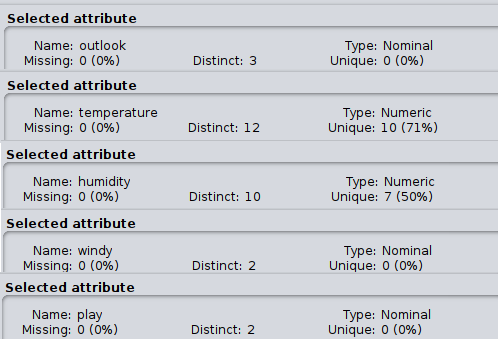 Selected attribute
Name: outlook Type: Nominal
Missing: 0 (0%) Distinct: 3 Unique: 0 (0%)
Selected attribute
Name: temperature Type: Numeric
Missing: 0 (0%) Distinct: 12 Unique: 10 (71%)
Selected attribute
Name: humidity Type: Numeric
Missing: 0 (0%) Distinct: 10 Unique: 7 (50%)
Selected attribute
Name: windy Type: Nominal
Missing: 0 (0%) Distinct: 2 Unique: 0 (0%)
Selected attribute
Name: play Type: Nominal
Missing: 0 (0%) Distinct: 2 Unique: 0 (0%)